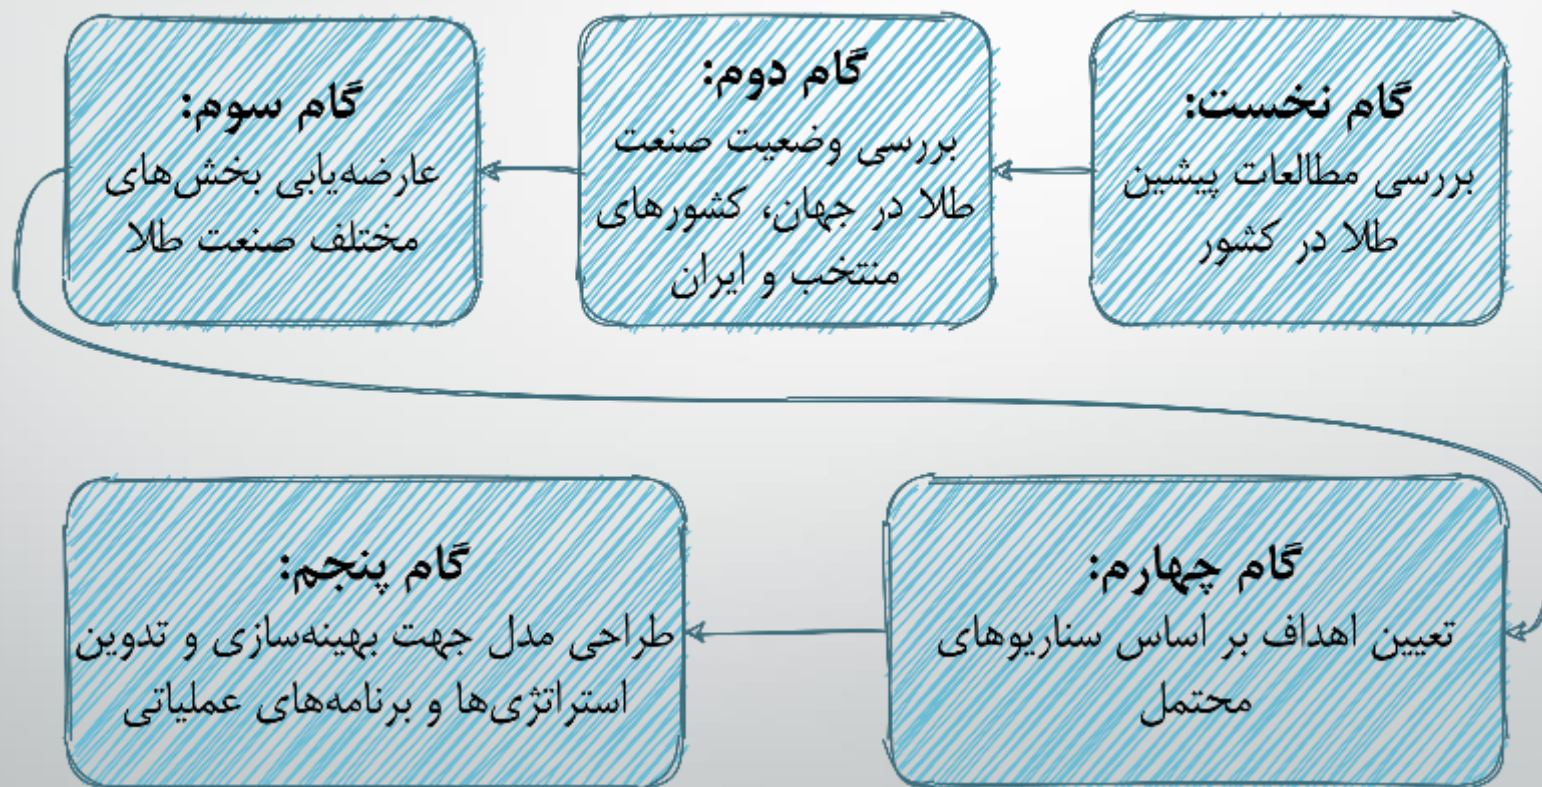 گام نخست:
بررسی مطالعات پیشین
طلا در کشور
گام دوم:
بررسی وضعیت صنعت
طلا در جهان، کشورهای
منتخب و ایران
گام سوم:
عارضه‌یابی بخش‌های
مختلف صنعت طلا
گام چهارم:
تعیین اهداف بر اساس سناریوهای
محتمل
گام پنجم:
طراحی مدل جهت بهینه‌سازی و تدوین
استراتژی‌ها و برنامه‌های عملیاتی